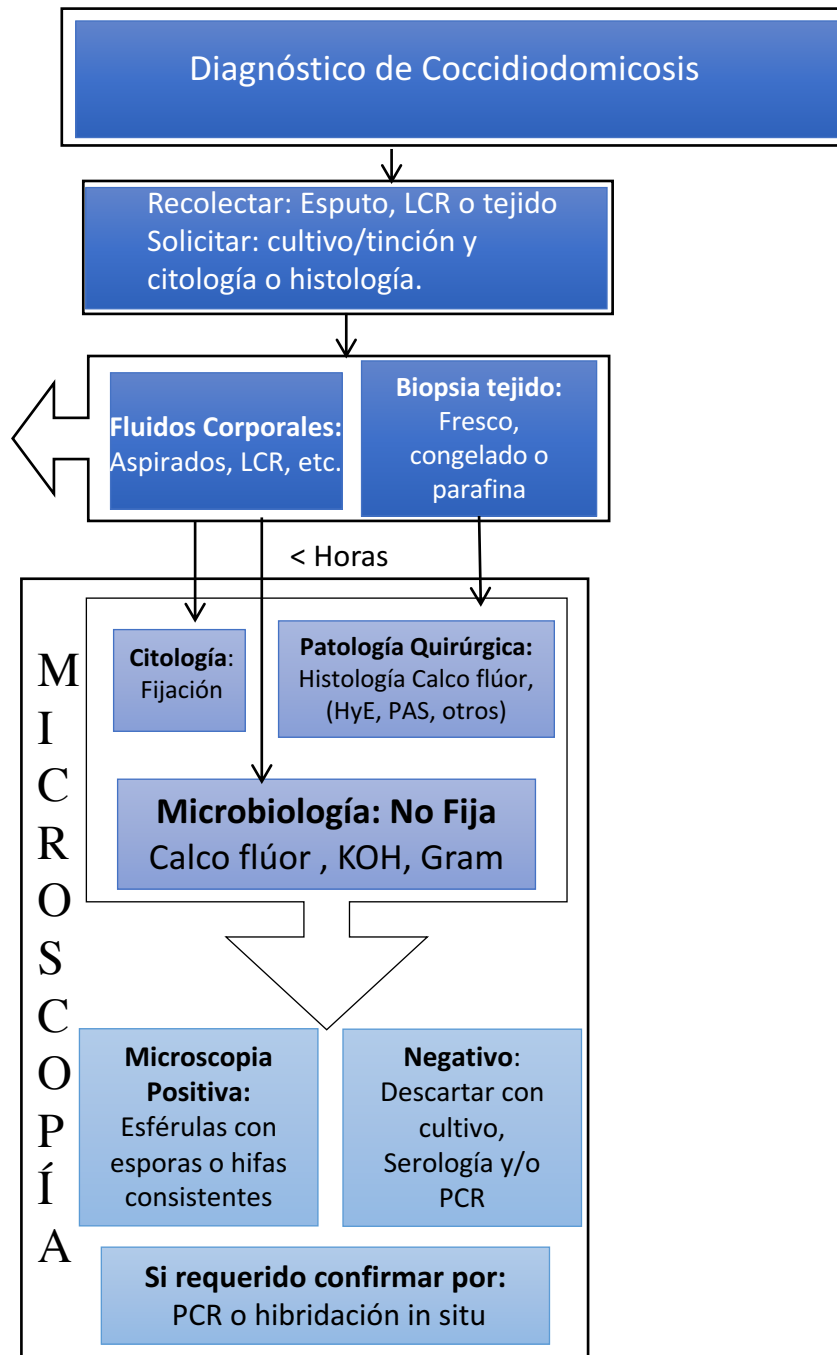 Diagnóstico de Coccidiodomicosis
Recolectar: Esputo, LCR o tejido
Solicitar: cultivo/tinción y
citología o histología.
Fluidos Corporales:
Aspirados, LCR, etc.
Biopsia tejido:
Fresco,
congelado o
parafina
< Horas
MICROSCOPÍA
Citología:
Fijación
Patología Quirúrgica:
Histología Calco flúor,
(HyE, PAS, otros)
Microbiología: No Fija
Calco flúor , KOH, Gram
Microscopia
Positiva:
Esférulas con
esporas o hifas
consistentes
Negativo:
Descartar con
cultivo,
Serología y/o
PCR
Si requerido confirmar por:
PCR o hibridación in situ